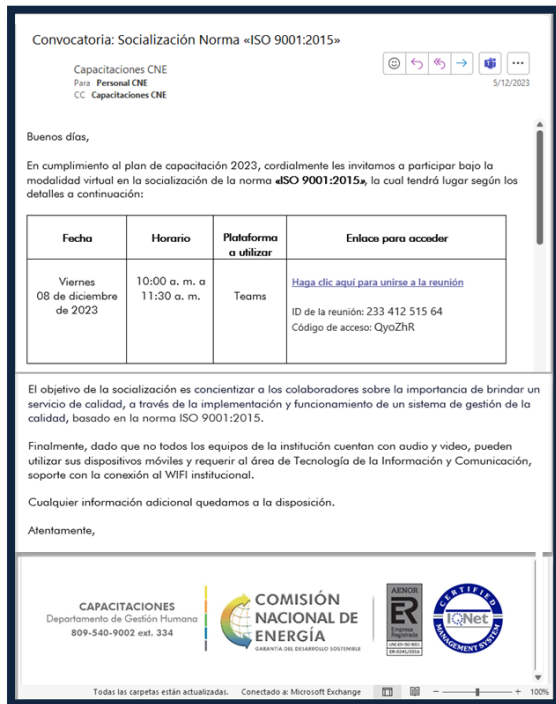 Convocatoria: Socialización Norma «ISO 9001:2015»
Capacitaciones CNE
Para Personal CNE
CC Capacitaciones CNE
5/12/2023
Buenos días,
En cumplimiento al plan de capacitación 2023, cordialmente les invitamos a participar bajo la
modalidad virtual en la socialización de la norma «ISO 9001:2015», la cual tendrá lugar según los
detalles a continuación:
Fecha Horario Plataforma a utilizar Enlace para acceder
Viernes
08 de diciembre
de 2023
10:00 a. m. a
11:30 a. m.
Teams
Haga clic aquí para unirse a la reunión
ID de la reunión: 233 412 515 64
Código de acceso: QyoZhR
El objetivo de la socialización es concientizar a los colaboradores sobre la importancia de brindar un
servicio de calidad, a través de la implementación y funcionamiento de un sistema de gestión de la
calidad, basado en la norma ISO 9001:2015.
Finalmente, dado que no todos los equipos de la institución cuentan con audio y video, pueden
utilizar sus dispositivos móviles y requerir al área de Tecnología de la Información y Comunicación,
soporte con la conexión al WIFI institucional.
Cualquier información adicional quedamos a la disposición.
Atentamente,
CAPACITACIONES
Departamento de Gestión Humana
809-540-9002 ext. 334
COMISIÓN
NACIONAL DE
ENERGÍA
GARANTÍA DEL DESARROLLO SOSTENIBLE
AENOR
ER
Empresa
Registrada
UNE-EN ISO 9001
ER-0245/2016
CERTIFIED
IQNet
MANAGEMENT SYSTEM
Todas las carpetas están actualizadas. Conectado a: Microsoft Exchange 100%